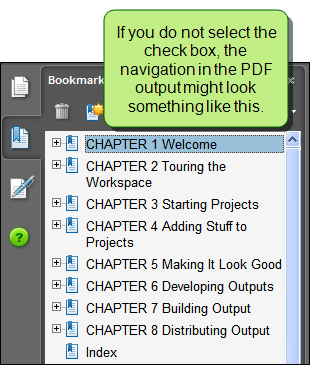 If you do not select the
check box, the
navigation in the PDF
output might look
something like this.
Bookmar
CHAPTER 1 Welcome
CHAPTER 2 Touring the
Workspace
CHAPTER 3 Starting Projects
CHAPTER 4 Adding Stuff to
Projects
CHAPTER 5 Making It Look Good
CHAPTER 6 Developing Outputs
CHAPTER 7 Building Output
CHAPTER 8 Distributing Output
Index